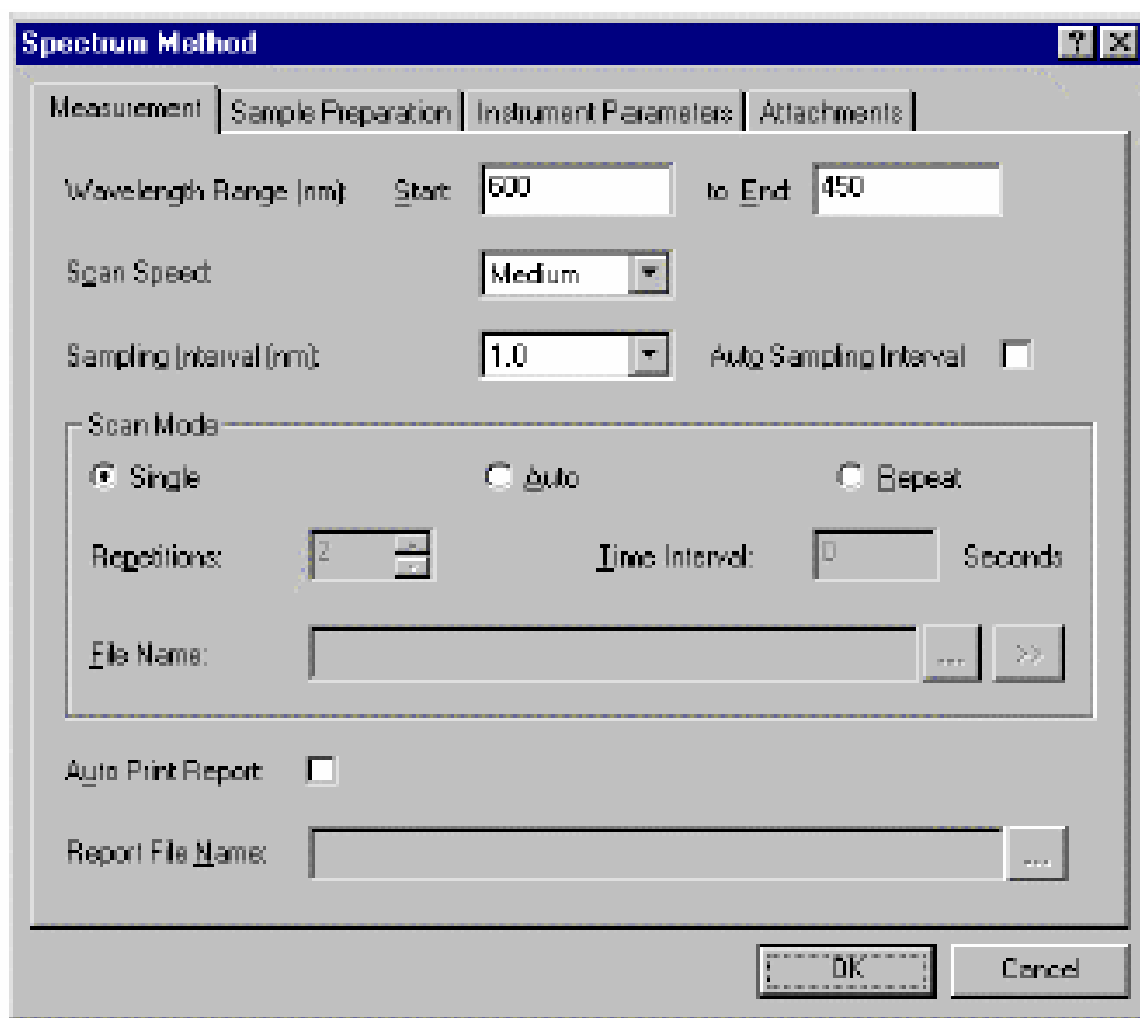 Spectrum Method
Measurement Sample Preparation Instrument Parameters Attachments
Wavelength Range (nm): Start: 600 to End: 450
Scan Speed: Medium
Sampling Interval (nm): 1.0 Auto Sampling Interval
Scan Mode
Single Auto Repeat
Repetitions: 2 Time Interval: 0 Seconds
File Name: ... >>
Auto Print Report:
Report File Name: ...
OK Cancel